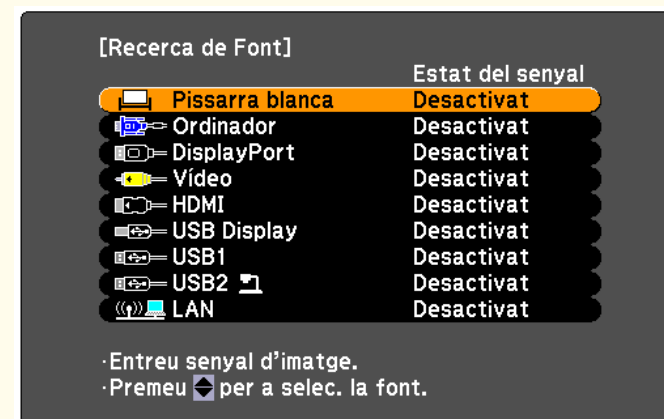 [Recerca de Font]
Estat del senyal
Pissarra blanca Desactivat
Ordinador Desactivat
DisplayPort Desactivat
Vídeo Desactivat
HDMI Desactivat
USB Display Desactivat
USB1 Desactivat
USB2 Desactivat
LAN Desactivat
·Entreu senyal d'imatge.
·Premeu per a selec. la font.